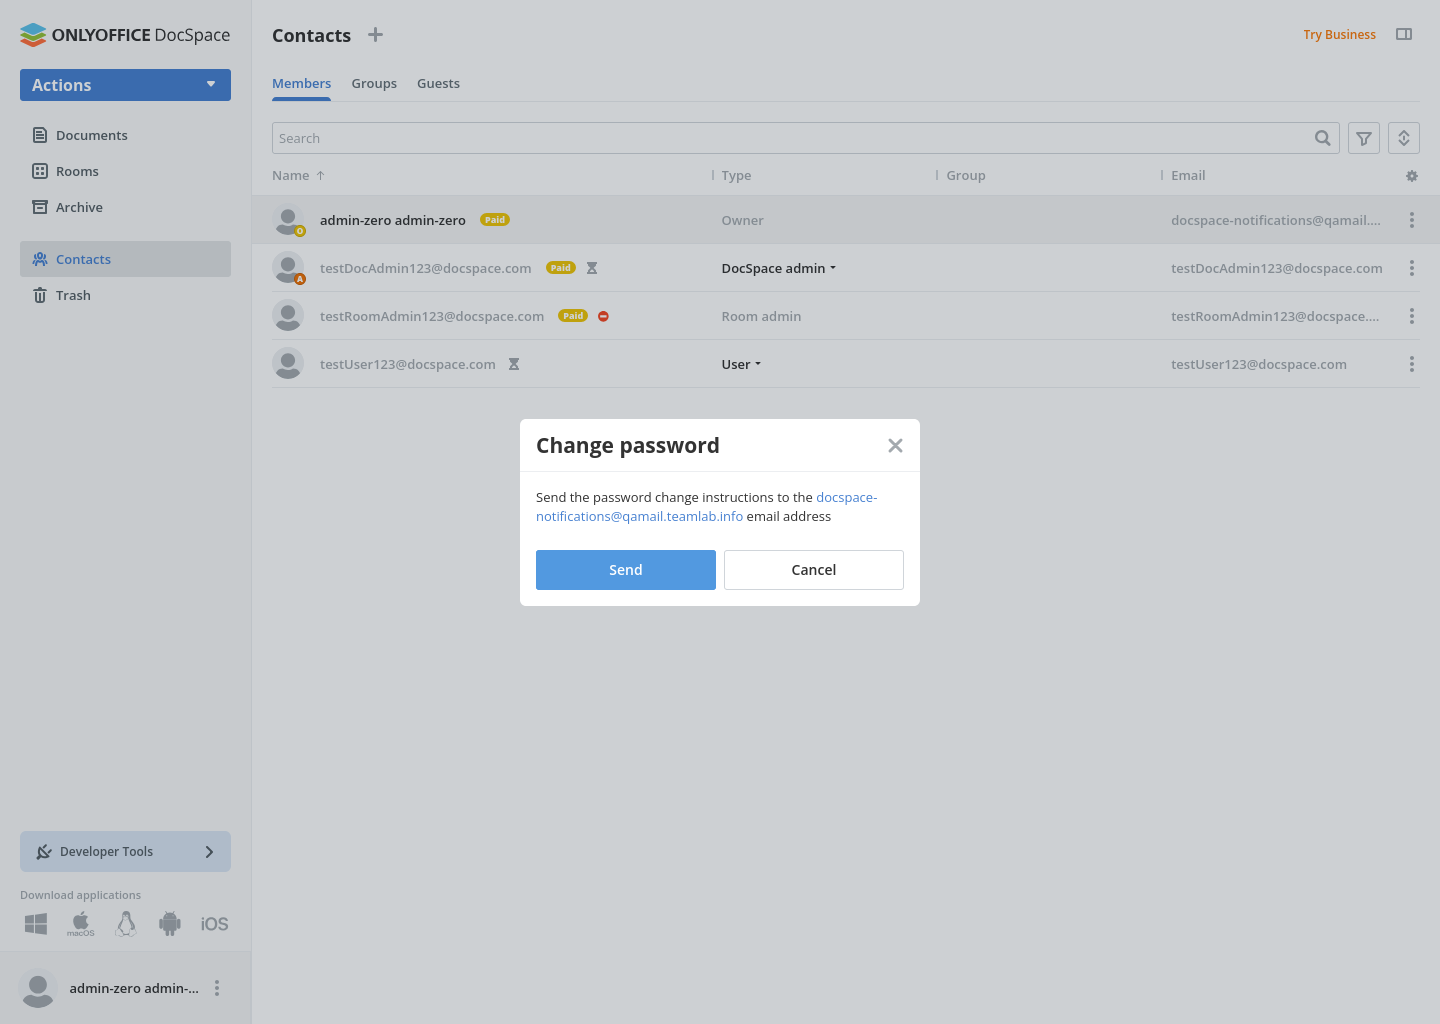 ONLYOFFICE DocSpace
Contacts
Try Business
Actions
Members Groups Guests
Documents
Search
Rooms
Name Type Group Email
Archive
admin-zero admin-zero Paid Owner docspace-notifications@qamail....
O
Contacts
testDocAdmin123@docspace.com Paid DocSpace admin testDocAdmin123@docspace.com
A
Trash
testRoomAdmin123@docspace.com Paid Room admin testRoomAdmin123@docspace....
testUser123@docspace.com User testUser123@docspace.com
Change password
Send the password change instructions to the docspace-
notifications@qamail.teamlab.info email address
Send Cancel
Developer Tools
Download applications
macOS
iOS
admin-zero admin-...